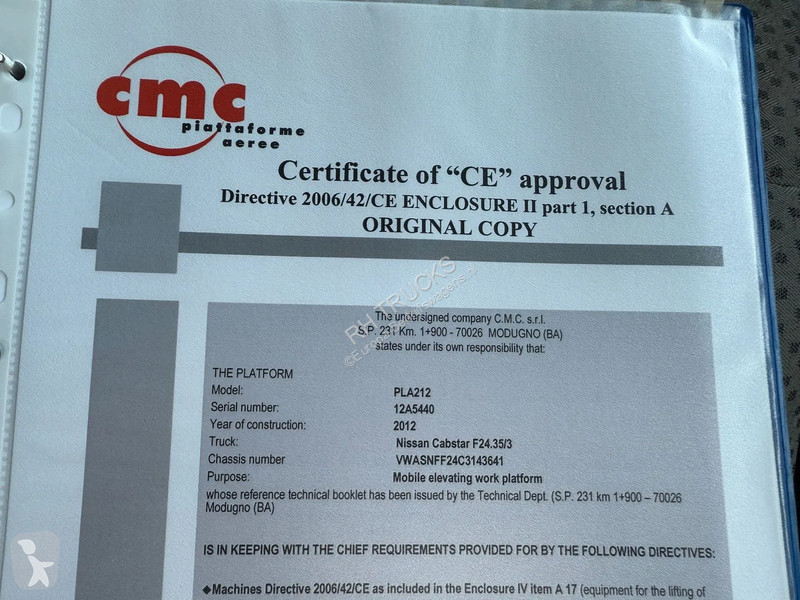 cmc
piattaforme
aeree
Certificate of “CE” approval
Directive 2006/42/CE ENCLOSURE II part 1, section A
ORIGINAL COPY
The undersigned company C.M.C. s.r.l.
S.P. 231 Km. 1+900 - 70026 MODUGNO (BA)
states under its own responsibility that:
RH TRUCKS
THE PLATFORM
Model: PLA212
Serial number: 12A5440
Year of construction: 2012
Truck: Nissan Cabstar F24.35/3
Chassis number VWASNFF24C3143641
Purpose: Mobile elevating work platform
whose reference technical booklet has been issued by the Technical Dept. (S.P. 231 km 1+900 – 70026
Modugno (BA)
IS IN KEEPING WITH THE CHIEF REQUIREMENTS PROVIDED FOR BY THE FOLLOWING DIRECTIVES:
◆Machines Directive 2006/42/CE as included in the Enclosure IV item A 17 (equipment for the lifting of